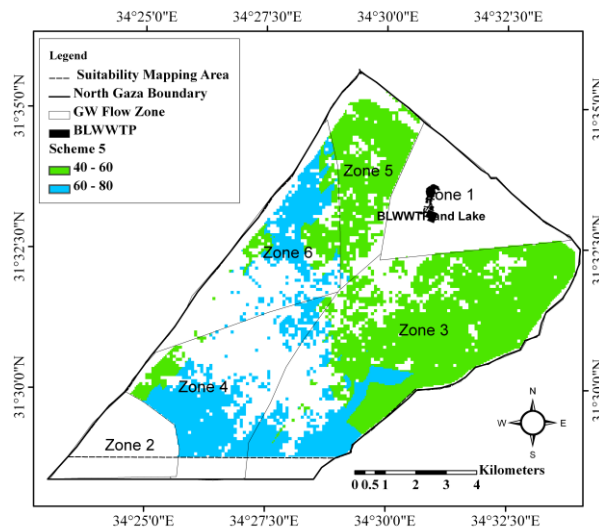 34°25'0"E 34°27'30"E 34°30'0"E 34°32'30"E
31°35'0"N 31°35'0"N
Legend
Suitability Mapping Area
North Gaza Boundary
GW Flow Zone
BLWWTP
Scheme 5
40 - 60
60 - 80
Zone 5
one 1
BLWWTP and Lake
31°32'30"N 31°32'30"N
Zone 6
Zone 3
31°30'0"N 31°30'0"N
Zone 4
Zone 2
N
W E
S
Kilometers
0 0.5 1 2 3 4
34°25'0"E 34°27'30"E 34°30'0"E 34°32'30"E